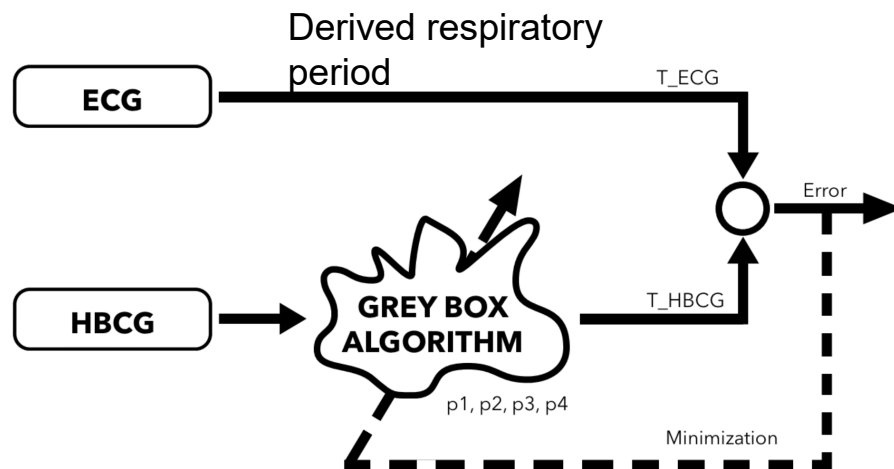 Derived respiratory
period
T_ECG
ECG
Error
T_HBCG
HBCG
GREY BOX
ALGORITHM
p1, p2, p3, p4
Minimization